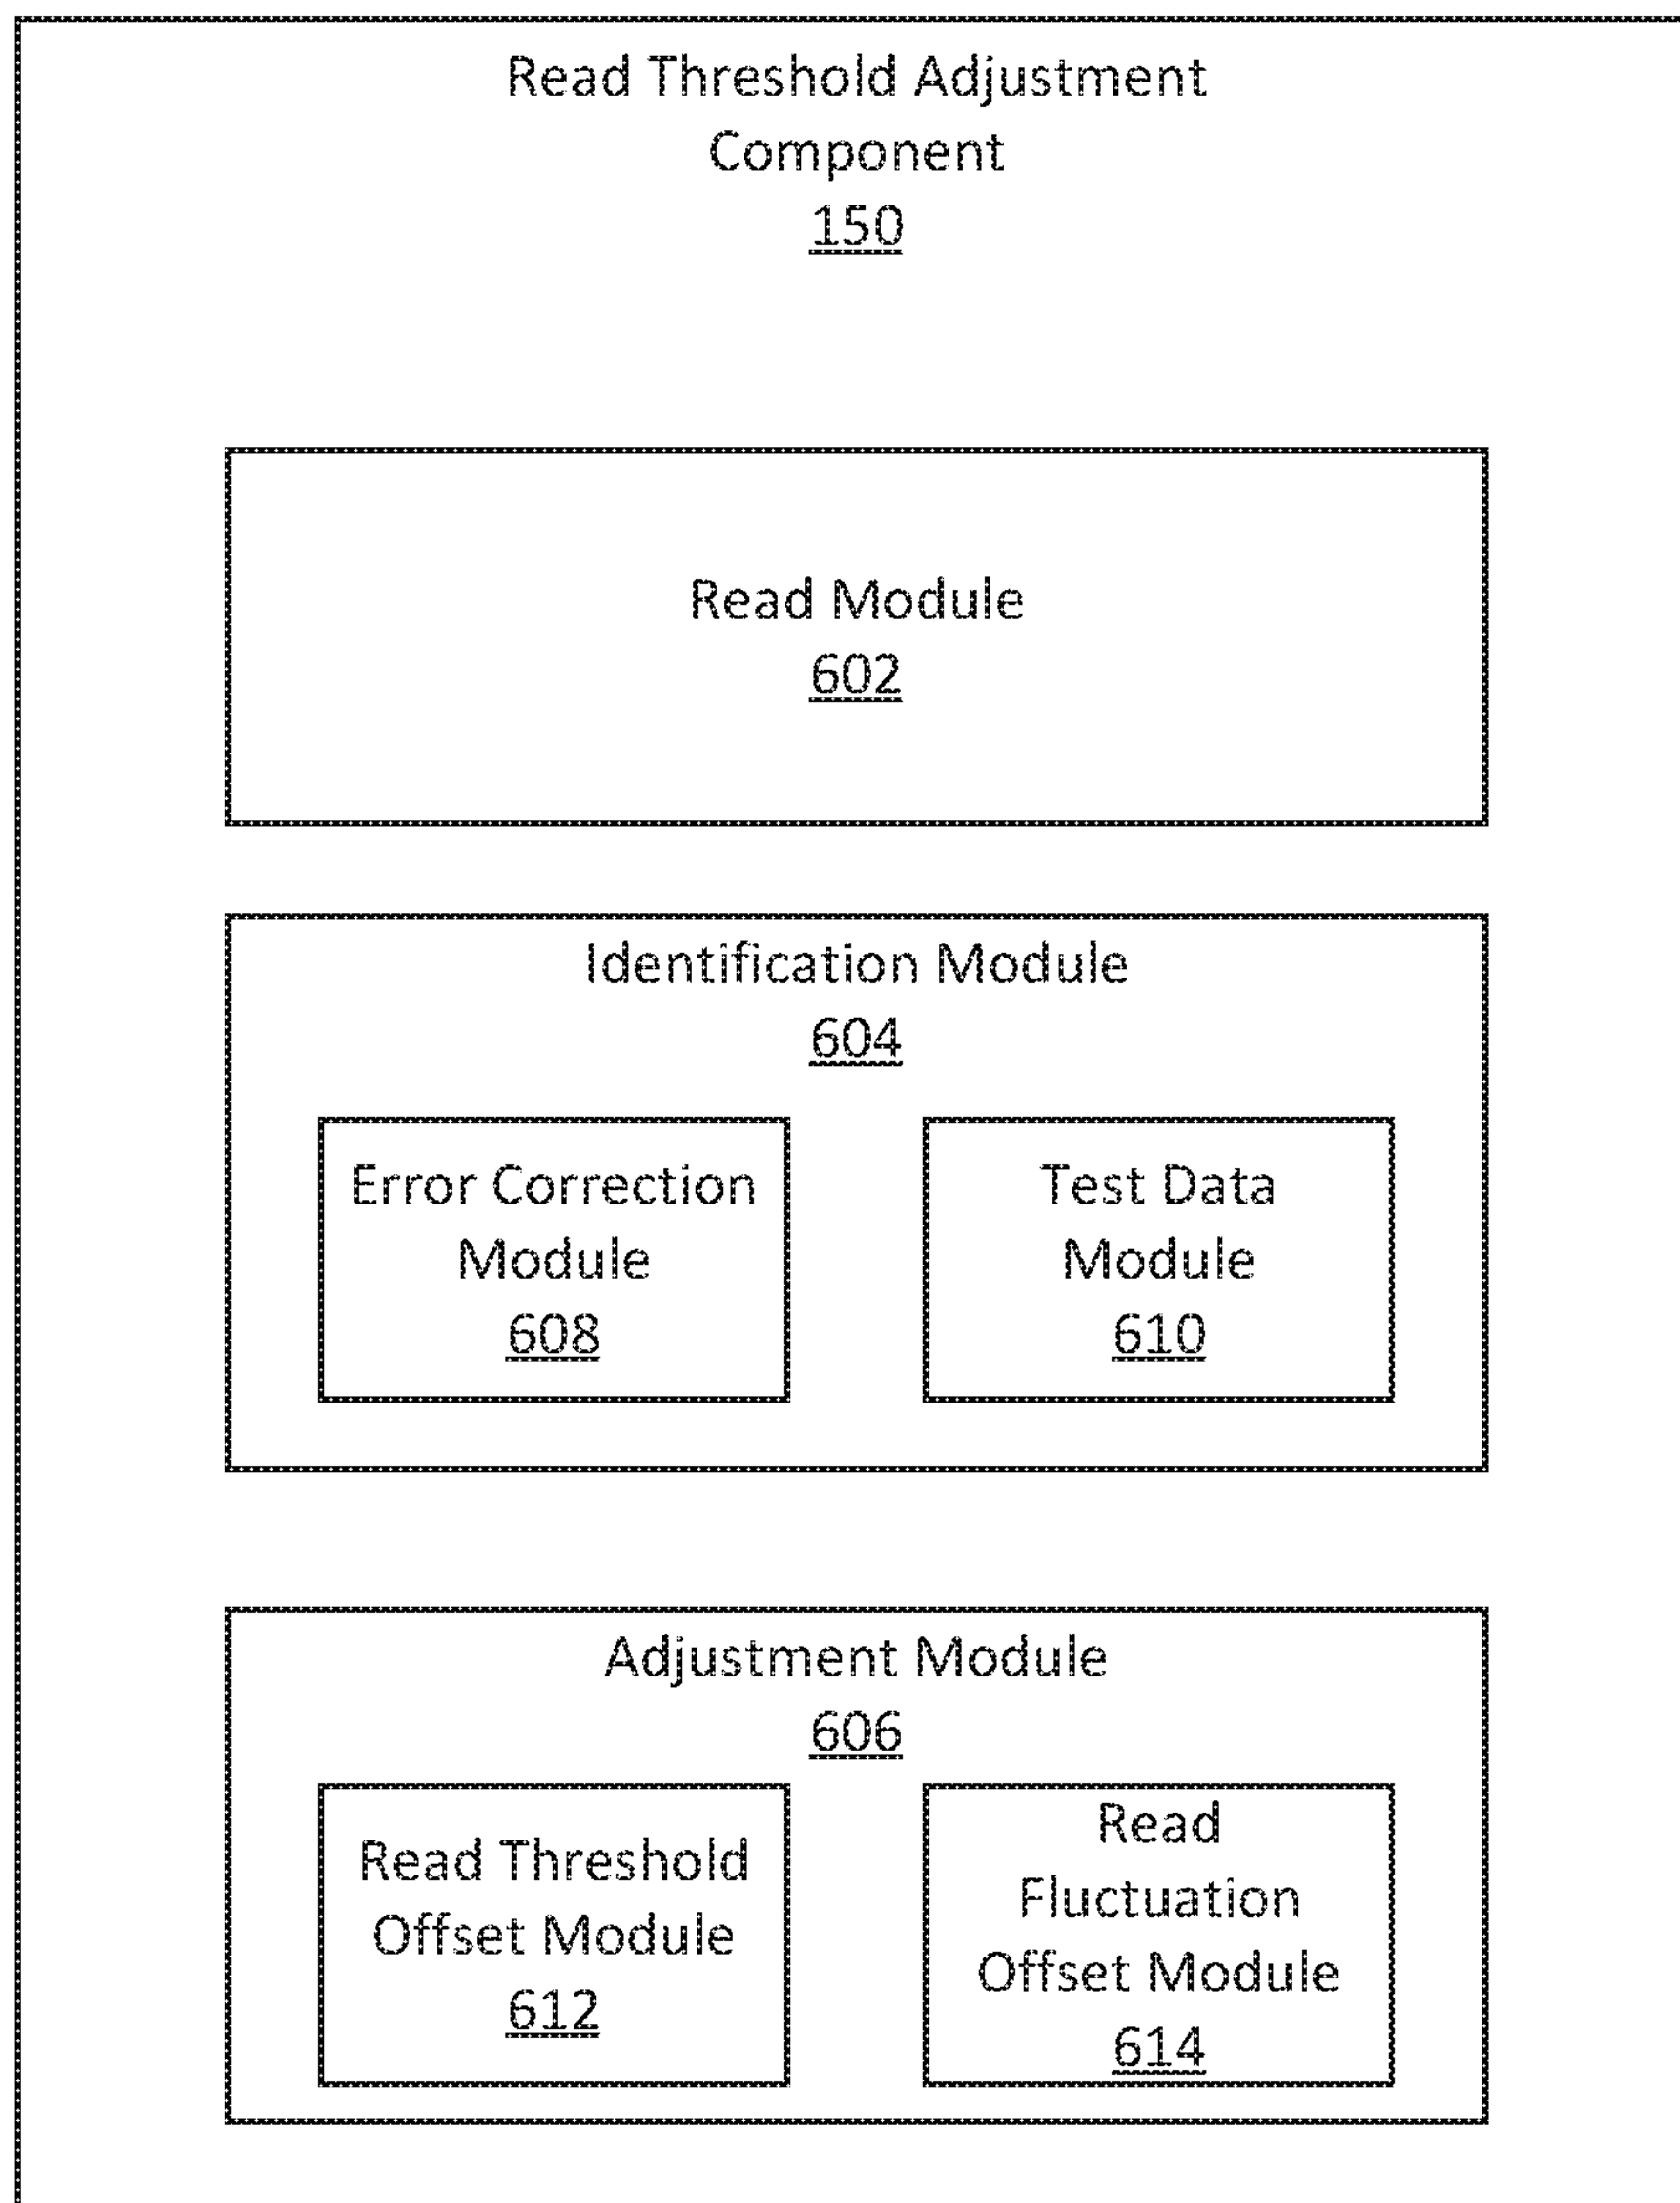 Read Threshold Adjustment
Component
150
Read Module
602
Identification Module
604
Error Correction
Module
608
Test Data
Module
610
Adjustment Module
606
Read Threshold
Offset Module
612
Read
Fluctuation
Offset Module
614